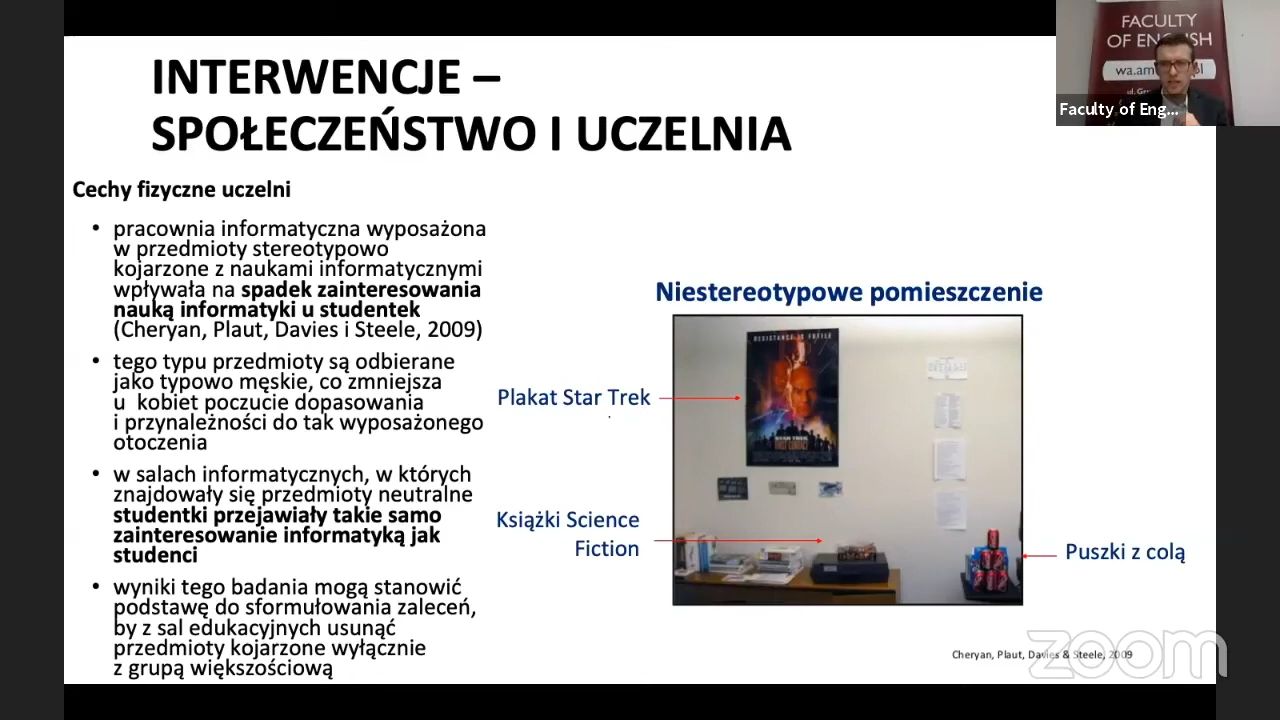 INTERWENCJE –
SPOŁECZEŃSTWO I UCZELNIA
Cechy fizyczne uczelni
• pracownia informatyczna wyposażona
w przedmioty stereotypowo
kojarzone z naukami informatycznymi
wpływała na spadek zainteresowania
nauką informatyki u studentek
(Cheryan, Plaut, Davies i Steele, 2009)
• tego typu przedmioty są odbierane
jako typowo męskie, co zmniejsza
u kobiet poczucie dopasowania
i przynależności do tak wyposażonego
otoczenia
• w salach informatycznych, w których
znajdowały się przedmioty neutralne
studentki przejawiały takie samo
zainteresowanie informatyką jak
studenci
• wyniki tego badania mogą stanowić
podstawę do sformułowania zaleceń,
by z sal edukacyjnych usunąć
przedmioty kojarzone wyłącznie
z grupą większościową
Niestereotypowe pomieszczenie
RESISTANCE IS FUTILE
STAR TREK
FIRST CONTACT
Plakat Star Trek
Książki Science
Fiction
Puszki z colą
Cheryan, Plaut, Davies & Steele, 2009
zoom
FACULTY
OF ENGLISH
Faculty of Eng...